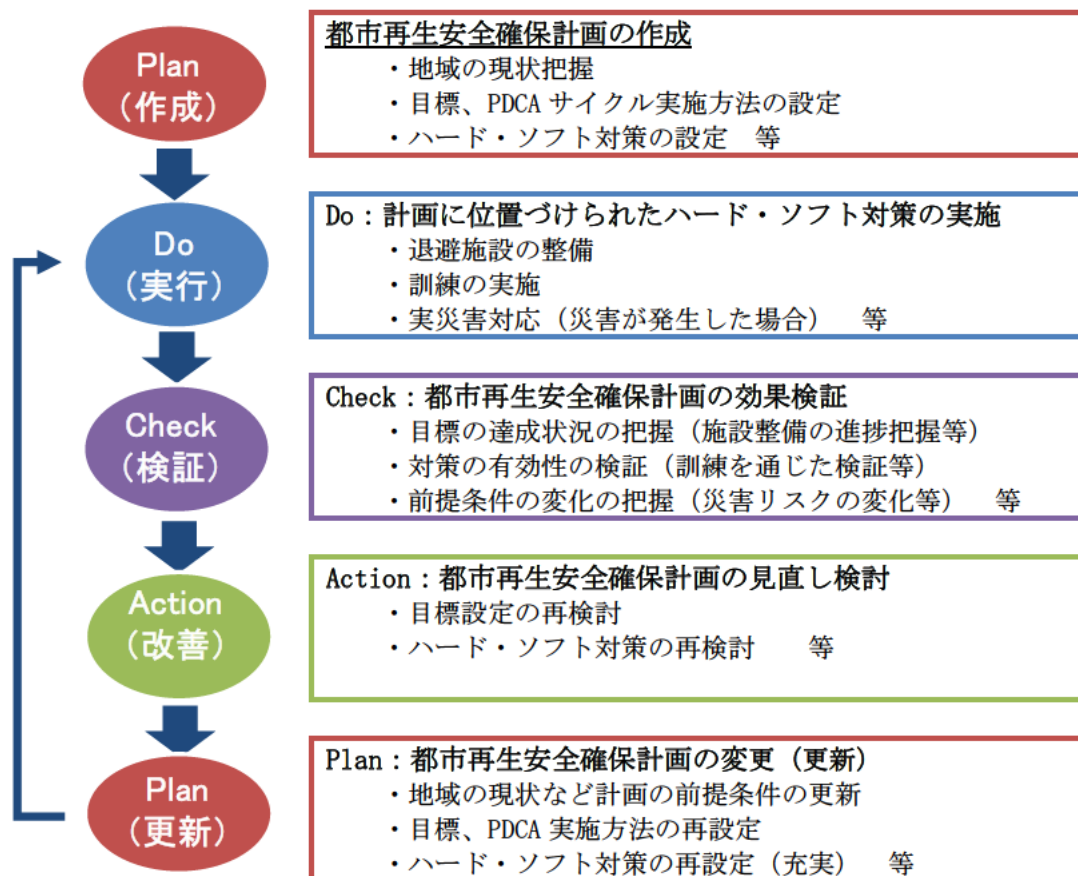 Plan
(作成)
都市再生安全確保計画の作成
・地域の現状把握
・目標、PDCA サイクル実施方法の設定
・ハード・ソフト対策の設定　等
Do
(実行)
Do：計画に位置づけられたハード・ソフト対策の実施
・退避施設の整備
・訓練の実施
・実災害対応（災害が発生した場合）　等
Check
(検証)
Check：都市再生安全確保計画の効果検証
・目標の達成状況の把握（施設整備の進捗把握等）
・対策の有効性の検証（訓練を通じた検証等）
・前提条件の変化の把握（災害リスクの変化等）　等
Action
(改善)
Action：都市再生安全確保計画の見直し検討
・目標設定の再検討
・ハード・ソフト対策の再検討　　等
Plan
(更新)
Plan：都市再生安全確保計画の変更（更新）
・地域の現状など計画の前提条件の更新
・目標、PDCA 実施方法の再設定
・ハード・ソフト対策の再設定（充実）　等